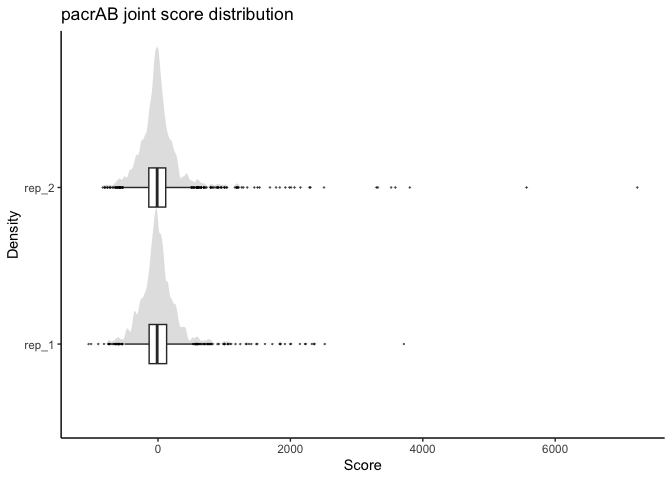 pacrAB joint score distribution
Density
rep_2
rep_1
0 2000 4000 6000
Score